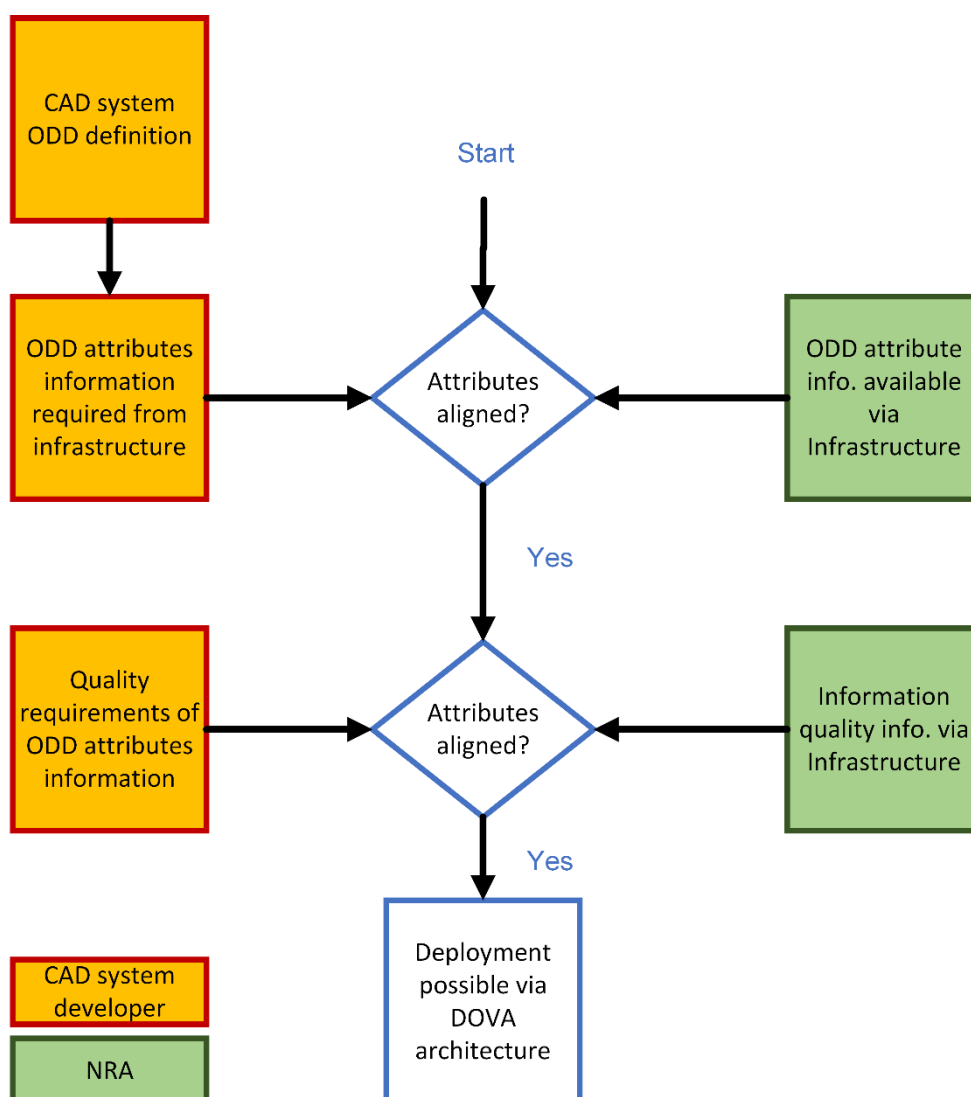 CAD system
ODD definition
Start
ODD attributes
information
required from
infrastructure
Attributes
aligned?
ODD attribute
info. available
via
Infrastructure
Yes
Quality
requirements of
ODD attributes
information
Attributes
aligned?
Information
quality info. via
Infrastructure
Yes
Deployment
possible via
DOVA
architecture
CAD system
developer
NRA